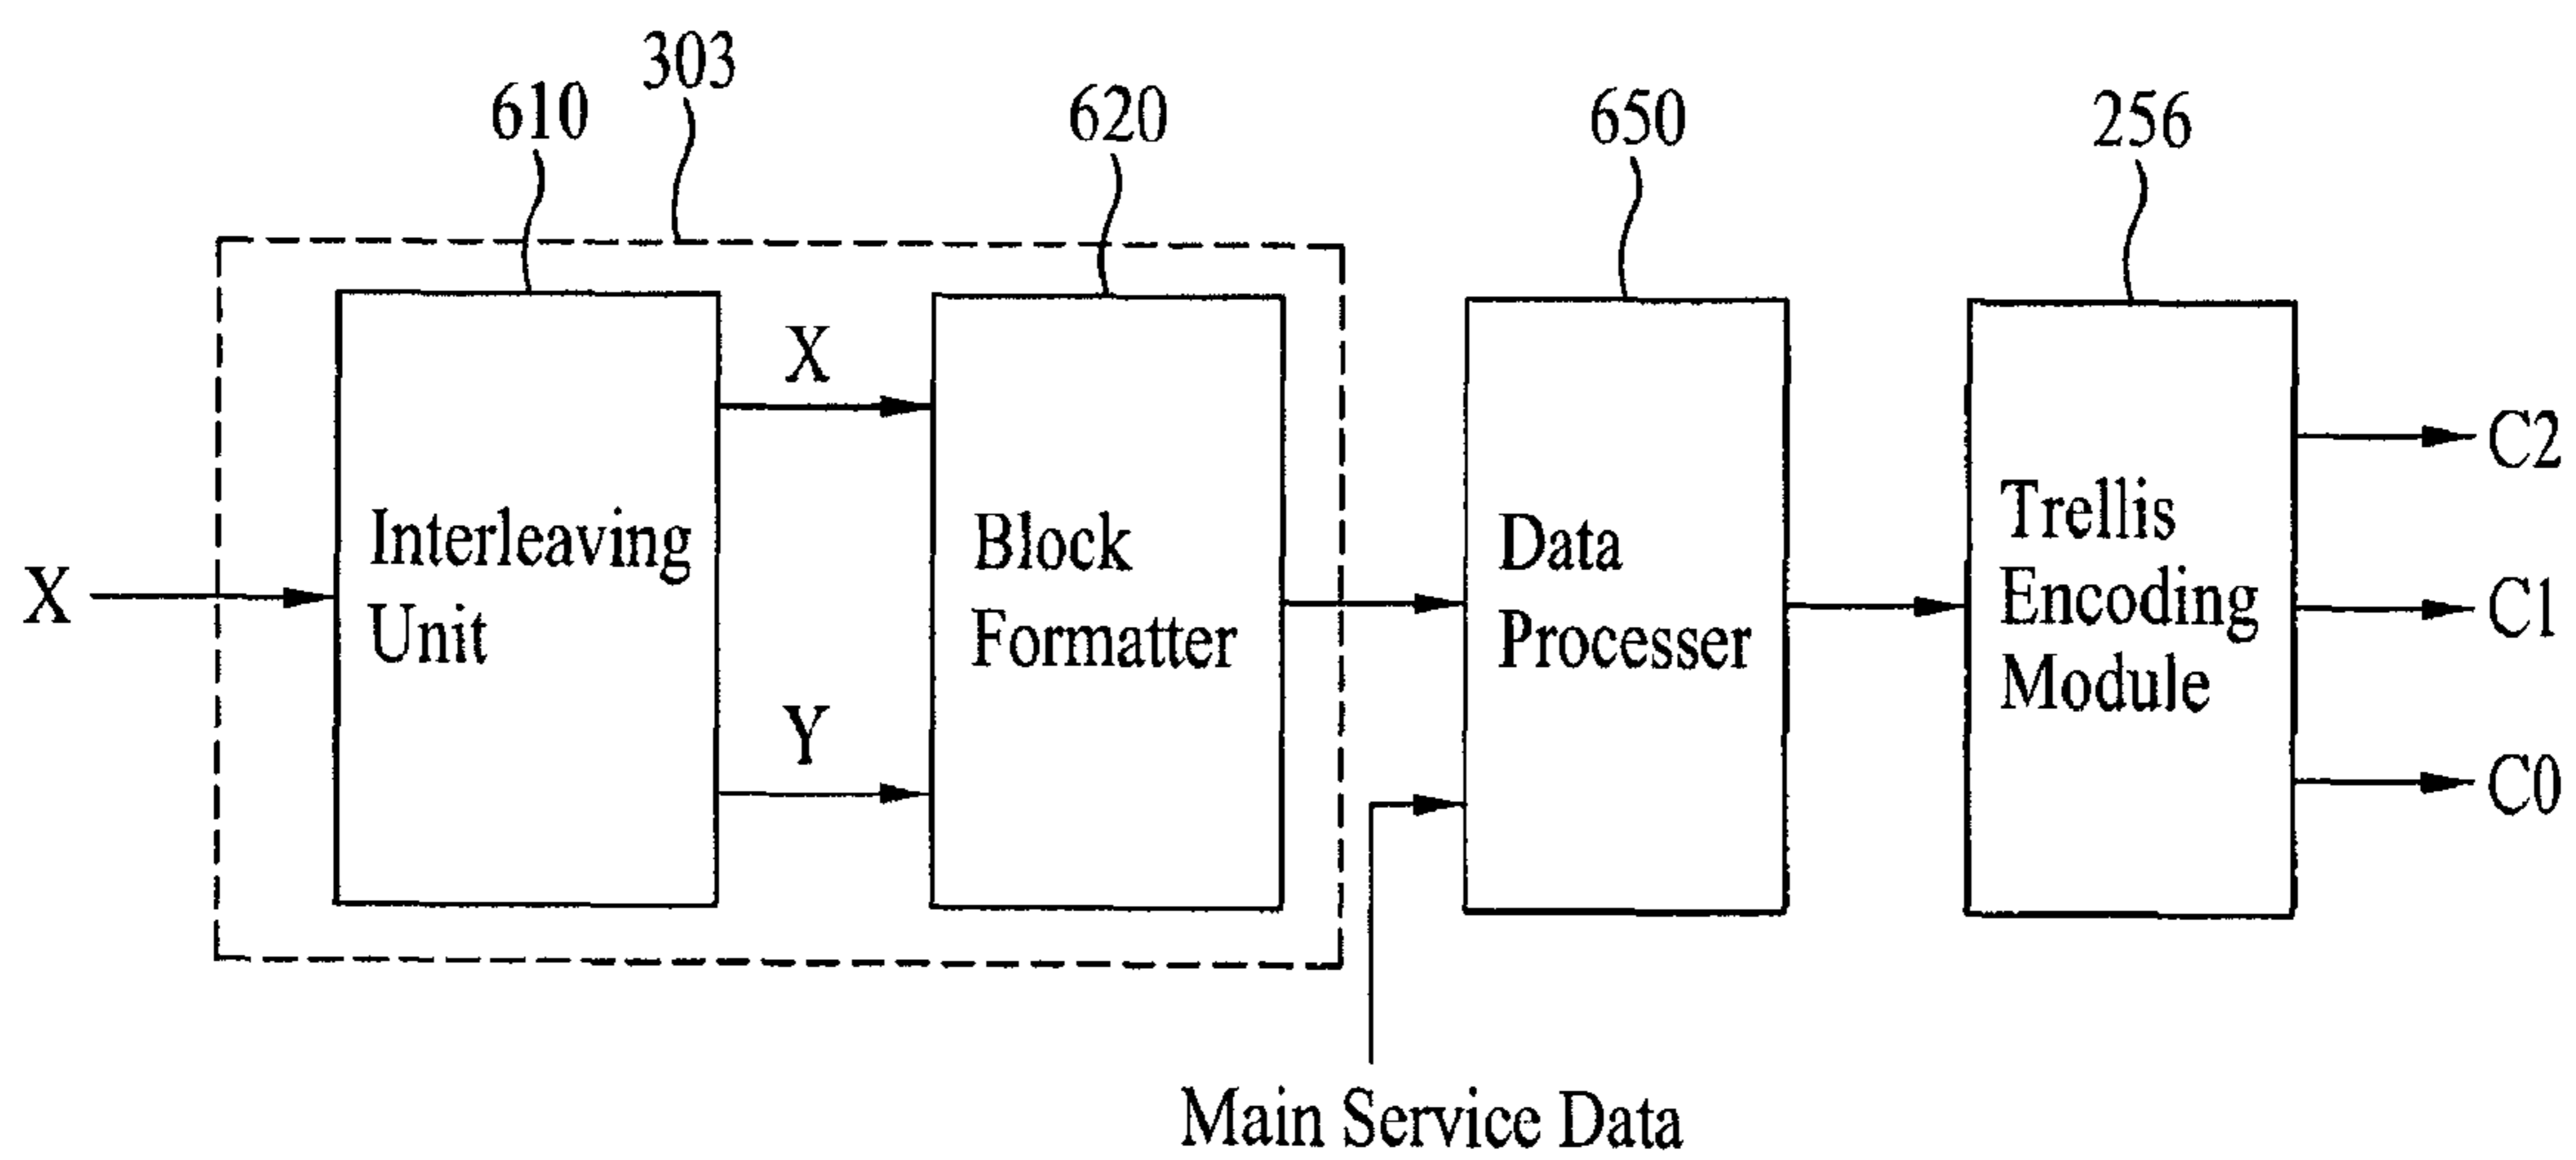 303
610
620
650
256
X
Interleaving
Unit
X
Y
Block
Formatter
Data
Processer
Trellis
Encoding
Module
C2
C1
C0
Main Service Data